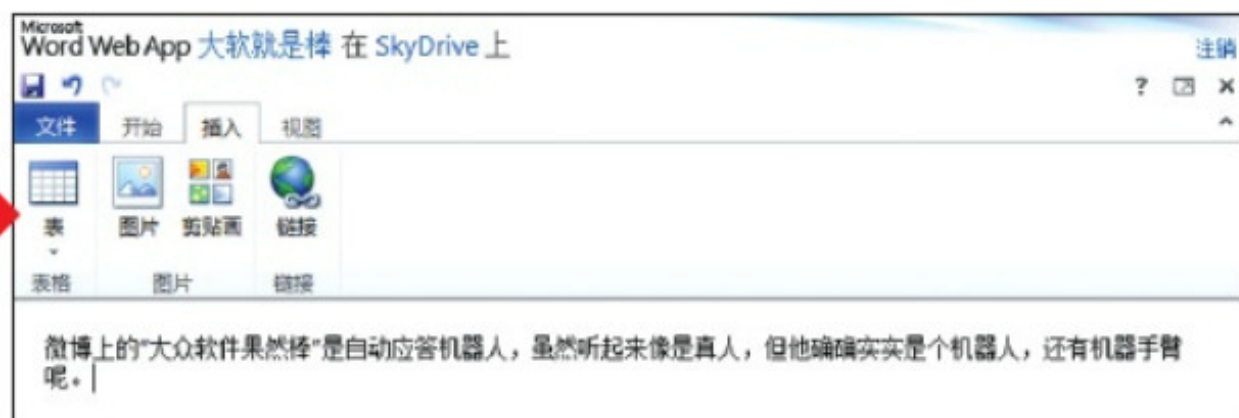 Microsoft
Word Web App 大软就是棒 在 SkyDrive 上
注销
?
文件 开始 插入 视图
表 图片 剪贴画 链接
表格 图片 链接
微博上的“大众软件果然棒”是自动应答机器人，虽然听起来像是真人，但他确确实实是个机器人，还有机器手臂
呢。